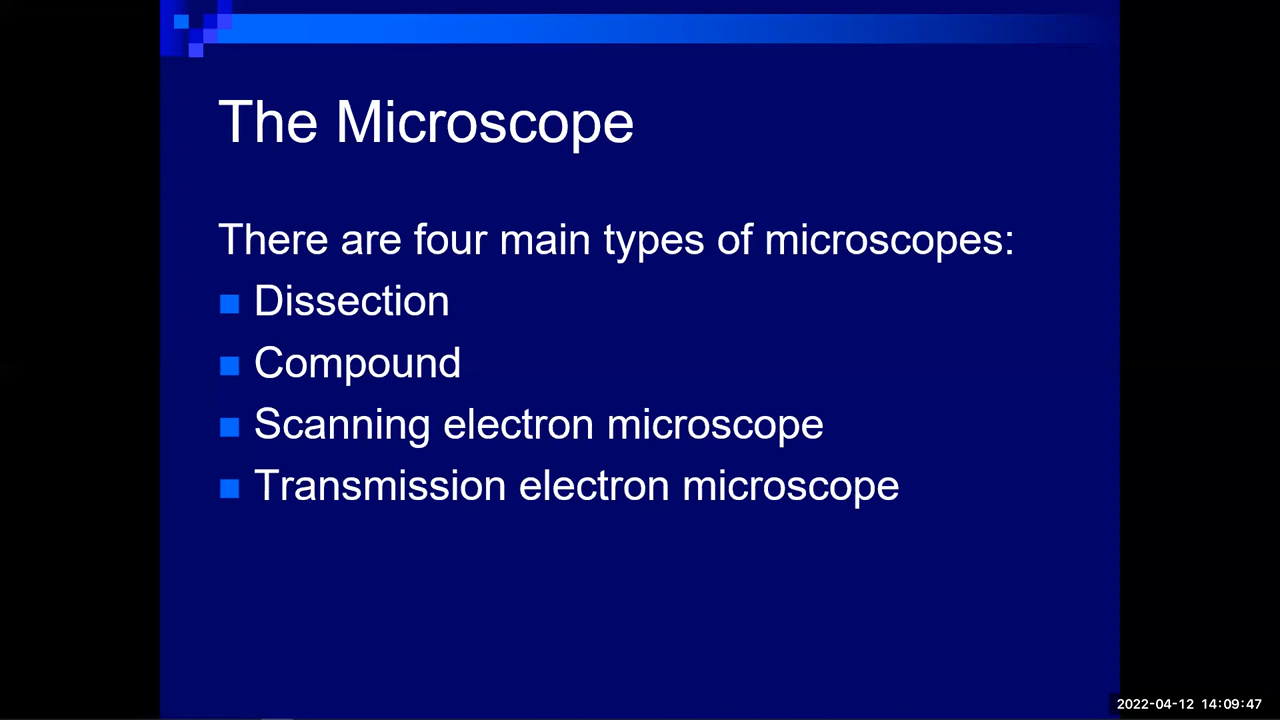 The Microscope
There are four main types of microscopes:
Dissection
Compound
Scanning electron microscope
Transmission electron microscope
2022-04-12 14:09:47